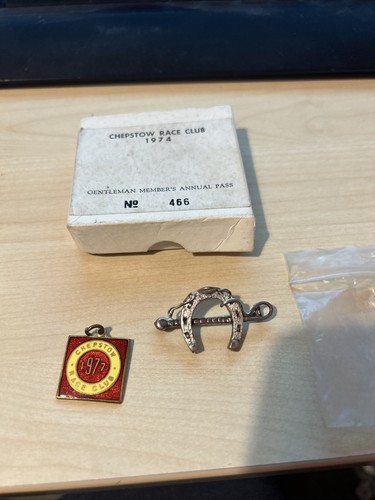 CHEPSTOW RACE CLUB
1974
GENTLEMAN MEMBER'S ANNUAL PASS
Nº 466
CHEPSTOW
1977
RACE CLUB